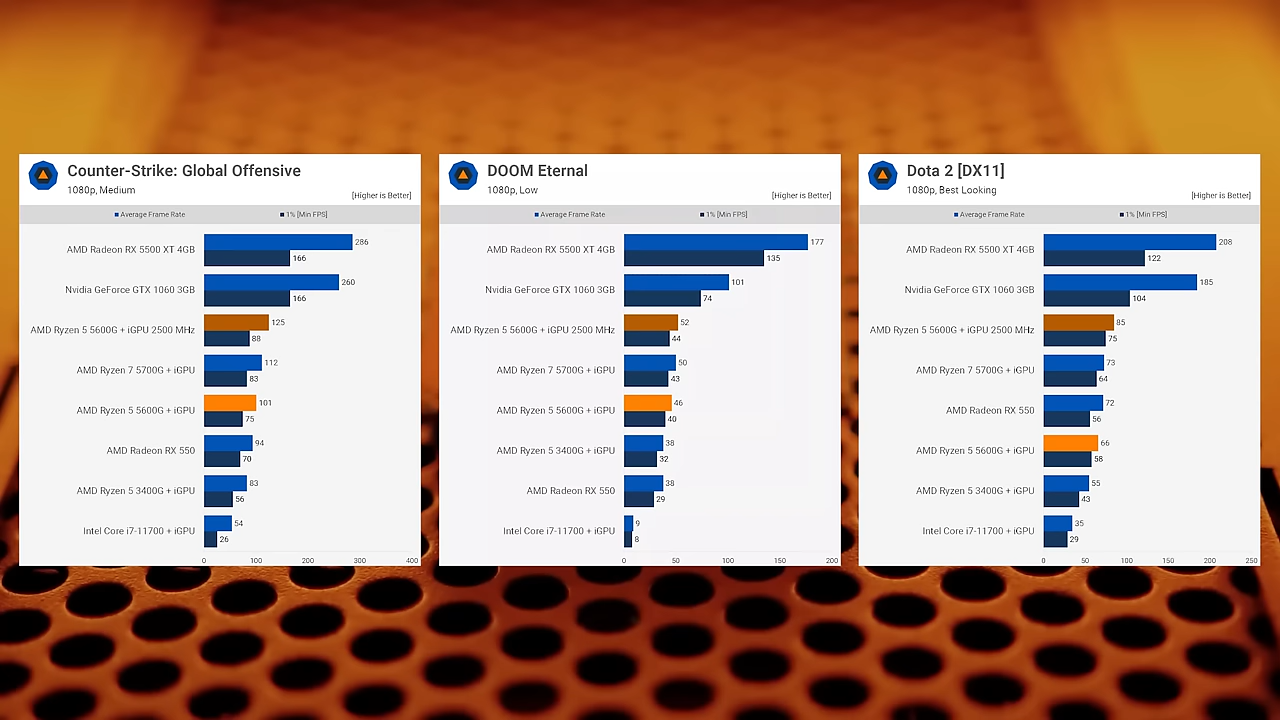 Counter-Strike: Global Offensive
1080p, Medium
[Higher is Better]
Average Frame Rate 1% [Min FPS]
AMD Radeon RX 5500 XT 4GB 286
166
Nvidia GeForce GTX 1060 3GB 260
166
AMD Ryzen 5 5600G + iGPU 2500 MHz 125
88
AMD Ryzen 7 5700G + iGPU 112
83
AMD Ryzen 5 5600G + iGPU 101
75
AMD Radeon RX 550 94
70
AMD Ryzen 5 3400G + iGPU 83
56
Intel Core i7-11700 + iGPU 54
26
0 100 200 300 400
DOOM Eternal
1080p, Low
[Higher is Better]
Average Frame Rate 1% [Min FPS]
AMD Radeon RX 5500 XT 4GB 177
135
Nvidia GeForce GTX 1060 3GB 101
74
AMD Ryzen 5 5600G + iGPU 2500 MHz 52
44
AMD Ryzen 7 5700G + iGPU 50
43
AMD Ryzen 5 5600G + iGPU 46
40
AMD Ryzen 5 3400G + iGPU 38
32
AMD Radeon RX 550 38
29
Intel Core i7-11700 + iGPU 9
8
0 50 100 150 200
Dota 2 [DX11]
1080p, Best Looking
[Higher is Better]
Average Frame Rate 1% [Min FPS]
AMD Radeon RX 5500 XT 4GB 208
122
Nvidia GeForce GTX 1060 3GB 185
104
AMD Ryzen 5 5600G + iGPU 2500 MHz 85
75
AMD Ryzen 7 5700G + iGPU 73
64
AMD Radeon RX 550 72
56
AMD Ryzen 5 5600G + iGPU 66
58
AMD Ryzen 5 3400G + iGPU 55
43
Intel Core i7-11700 + iGPU 35
29
0 50 100 150 200 250